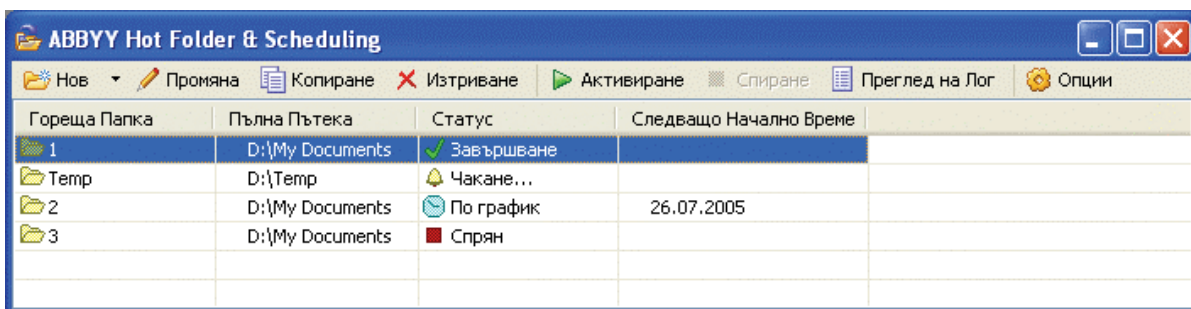 ABBYY Hot Folder & Scheduling
Нов Промяна Копиране Изтриване Активиране Спиране Преглед на Лог Опции
Гореща Папка Пълна Пътека Статус Следващо Начално Време
1 D:\My Documents Завършване
Temp D:\Temp Чакане...
2 D:\My Documents По график 26.07.2005
3 D:\My Documents Спрян